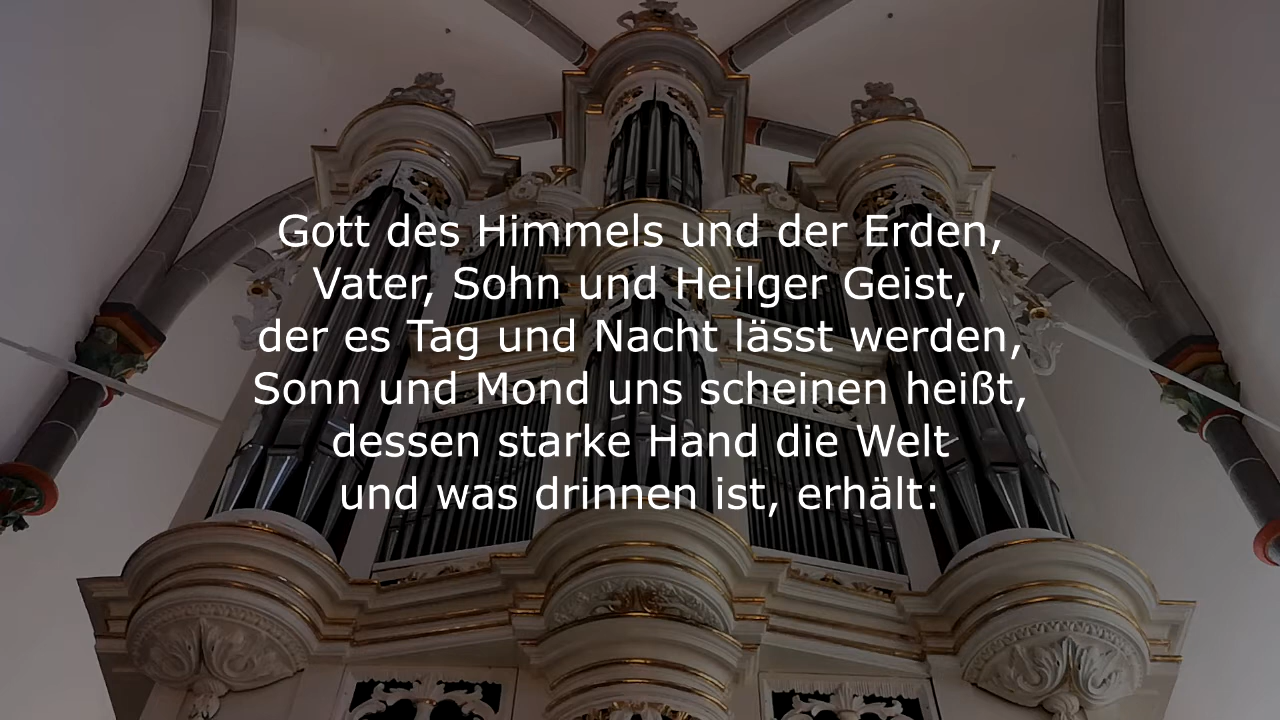 Gott des Himmels und der Erden,
Vater, Sohn und Heilger Geist,
der es Tag und Nacht lässt werden,
Sonn und Mond uns scheinen heißt,
dessen starke Hand die Welt
und was drinnen ist, erhält: